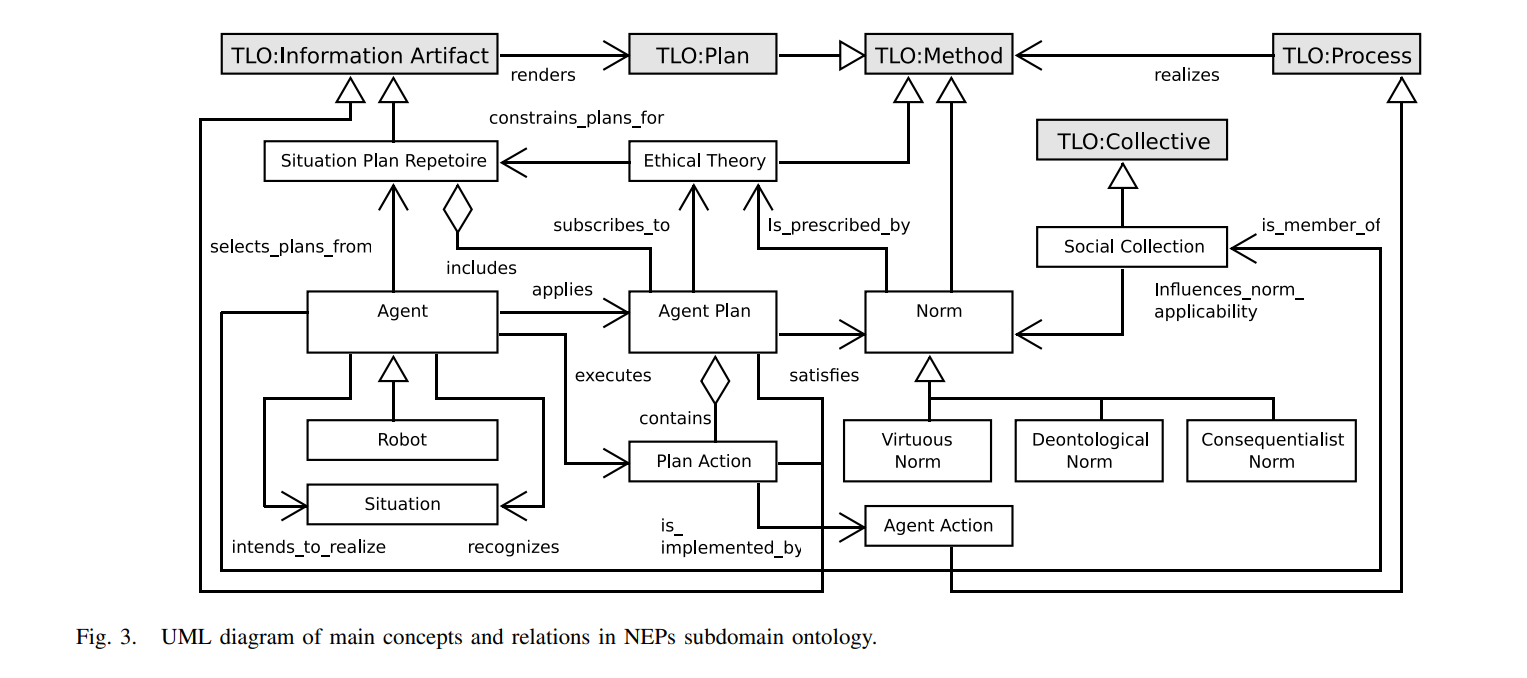 TLO:Information Artifact
TLO:Plan
TLO:Method
TLO:Process
renders
realizes
constrains_plans_for
TLO:Collective
Situation Plan Repetoire
Ethical Theory
subscribes_to
Is_prescribed_by
is_member_of
selects_plans_from
Social Collection
includes
applies
Influences_norm_
applicability
Agent
Agent Plan
Norm
executes
satisfies
contains
Robot
Virtuous
Norm
Deontological
Norm
Consequentialist
Norm
Plan Action
Situation
Agent Action
is_
implemented_by
intends_to_realize
recognizes
Fig. 3. UML diagram of main concepts and relations in NEPs subdomain ontology.